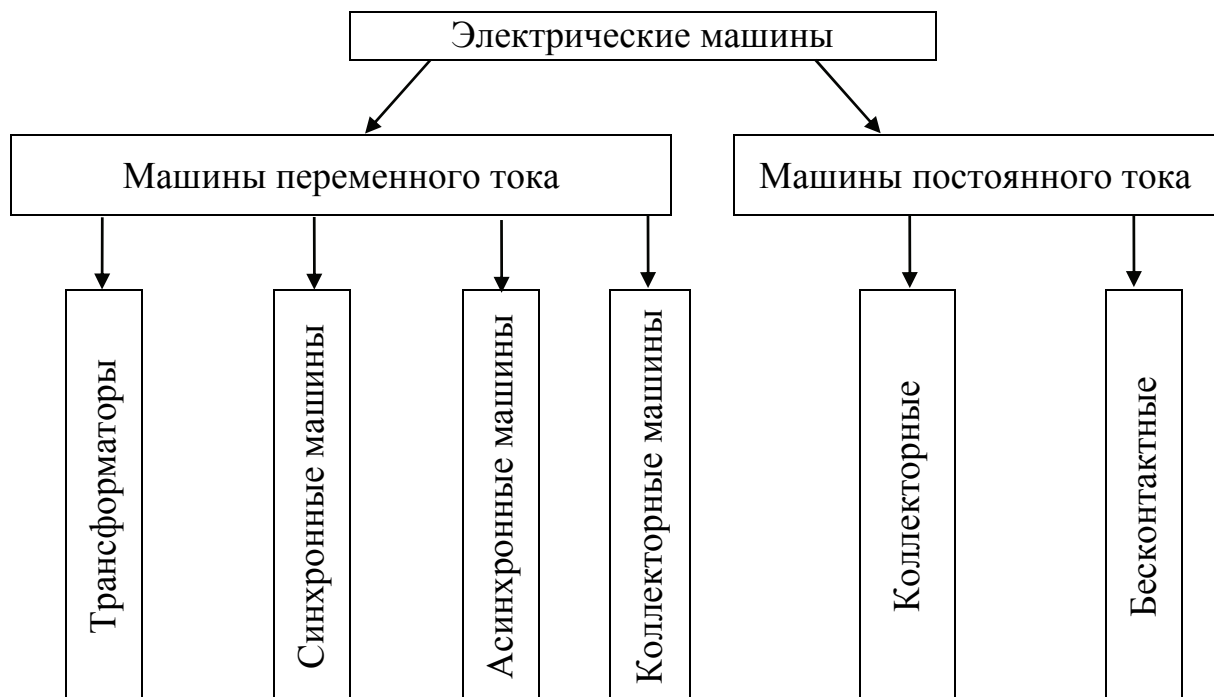 Электрические машины
Машины переменного тока
Машины постоянного тока
Трансформаторы
Синхронные машины
Асинхронные машины
Коллекторные машины
Коллекторные
Бесконтактные